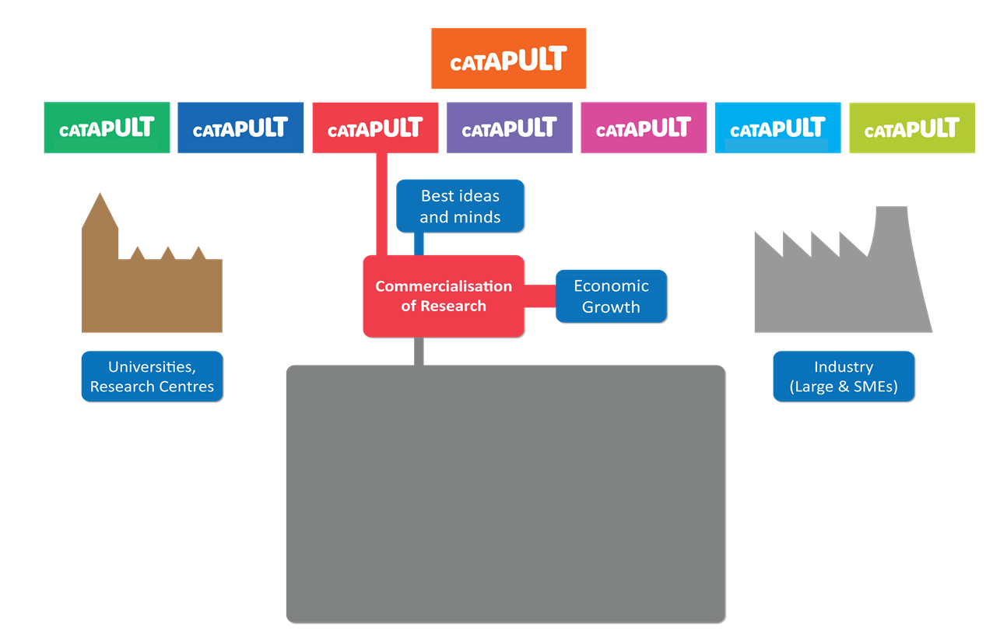 CATAPULT
CATAPULT
CATAPULT
CATAPULT
CATAPULT
CATAPULT
CATAPULT
CATAPULT
Best ideas
and minds
Commercialisation
of Research
Economic
Growth
Universities,
Research Centres
Industry
(Large & SMEs)